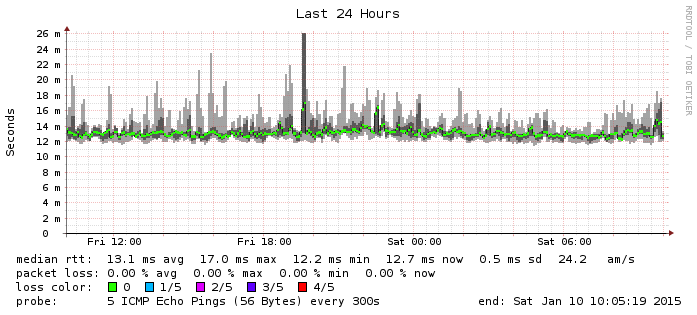 Last 24 Hours
RRDTOOL / TOBI OETIKER
Seconds
26 m
24 m
22 m
20 m
18 m
16 m
14 m
12 m
10 m
8 m
6 m
4 m
2 m
0
Fri 12:00 Fri 18:00 Sat 00:00 Sat 06:00
median rtt: 13.1 ms avg 17.0 ms max 12.2 ms min 12.7 ms now 0.5 ms sd 24.2 am/s
packet loss: 0.00 % avg 0.00 % max 0.00 % min 0.00 % now
loss color: 0 1/5 2/5 3/5 4/5
probe: 5 ICMP Echo Pings (56 Bytes) every 300s end: Sat Jan 10 10:05:19 2015